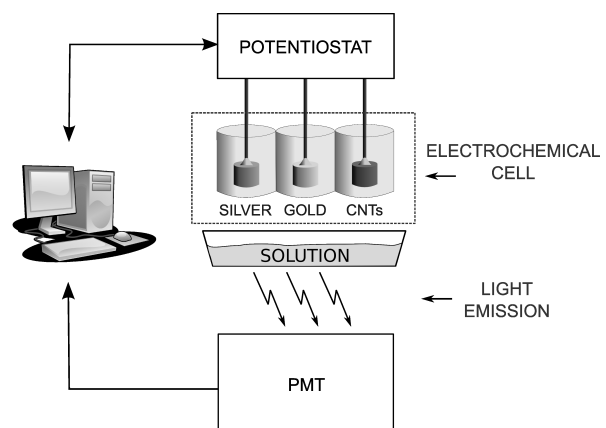 POTENTIOSTAT
ELECTROCHEMICAL
CELL
SILVER GOLD CNTs
SOLUTION
LIGHT
EMISSION
PMT